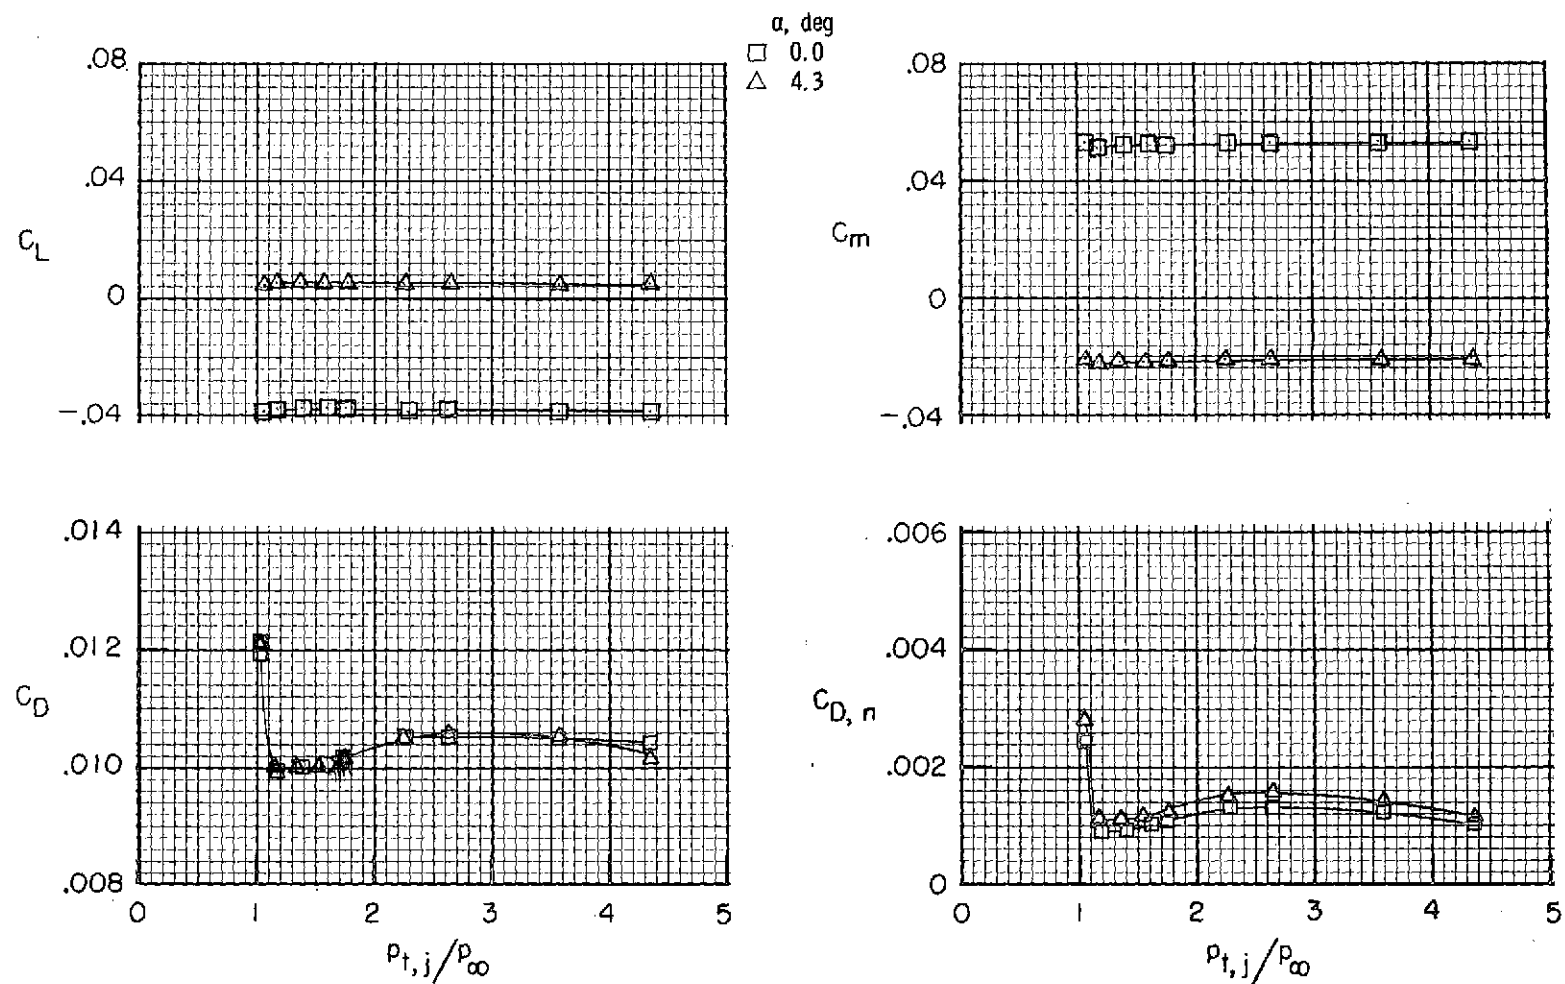 α, deg
□ 0.0
△ 4.3
.08
.04
0
-.04
C_L
.08
.04
0
-.04
C_m
.014
.012
.010
.008
C_D
0 1 2 3 4 5
p_t,j/p_∞
.006
.004
.002
0
C_D,n
0 1 2 3 4 5
p_t,j/p_∞